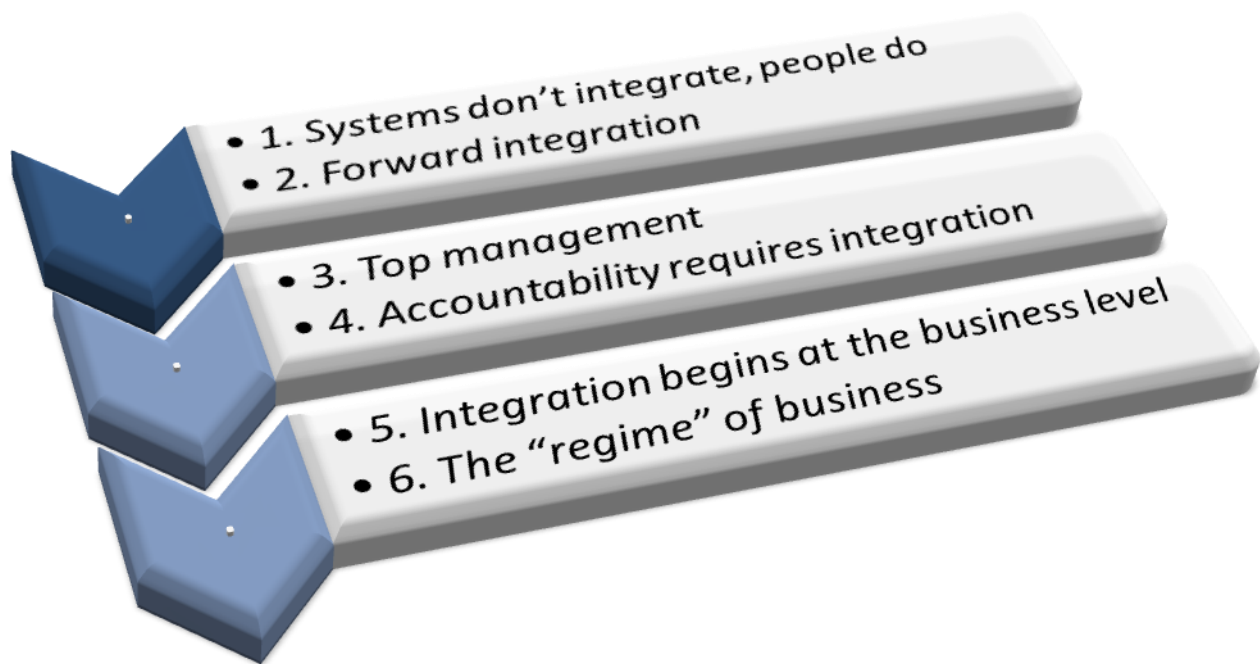 • 1. Systems don’t integrate, people do
• 2. Forward integration
• 3. Top management
• 4. Accountability requires integration
• 5. Integration begins at the business level
• 6. The “regime” of business